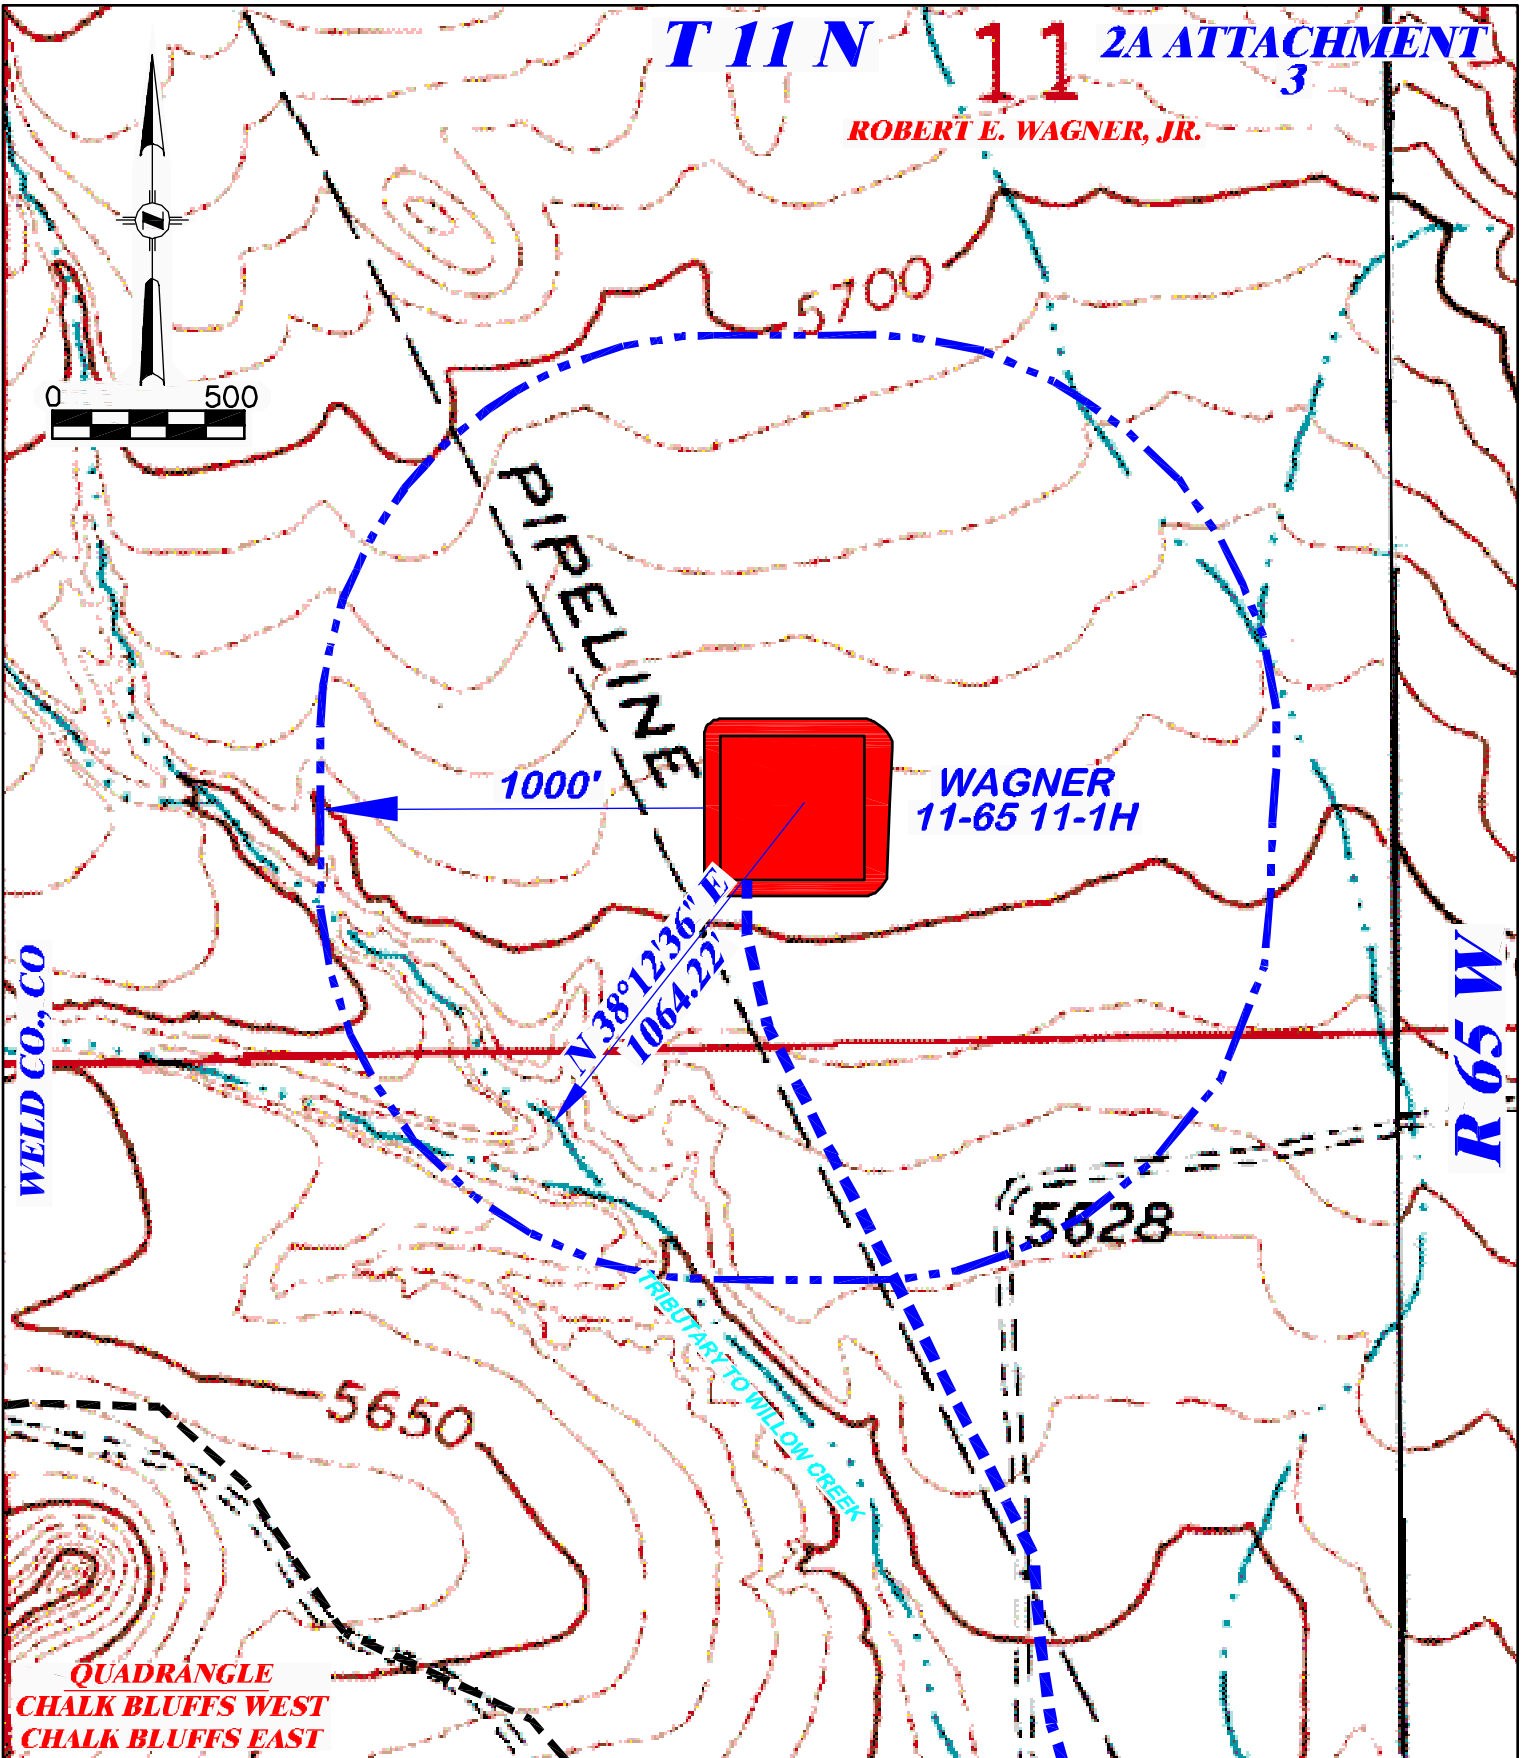 T 11 N
11
2A ATTACHMENT
3
ROBERT E. WAGNER, JR.
N
5700
0 500
PIPELINE
1000'
WAGNER
11-65 11-1H
N 38°12'36" E
1064.22'
WELD CO., CO
R 65 W
5628
TRIBUTARY TO WILLOW CREEK
5650
QUADRANGLE
CHALK BLUFFS WEST
CHALK BLUFFS EAST